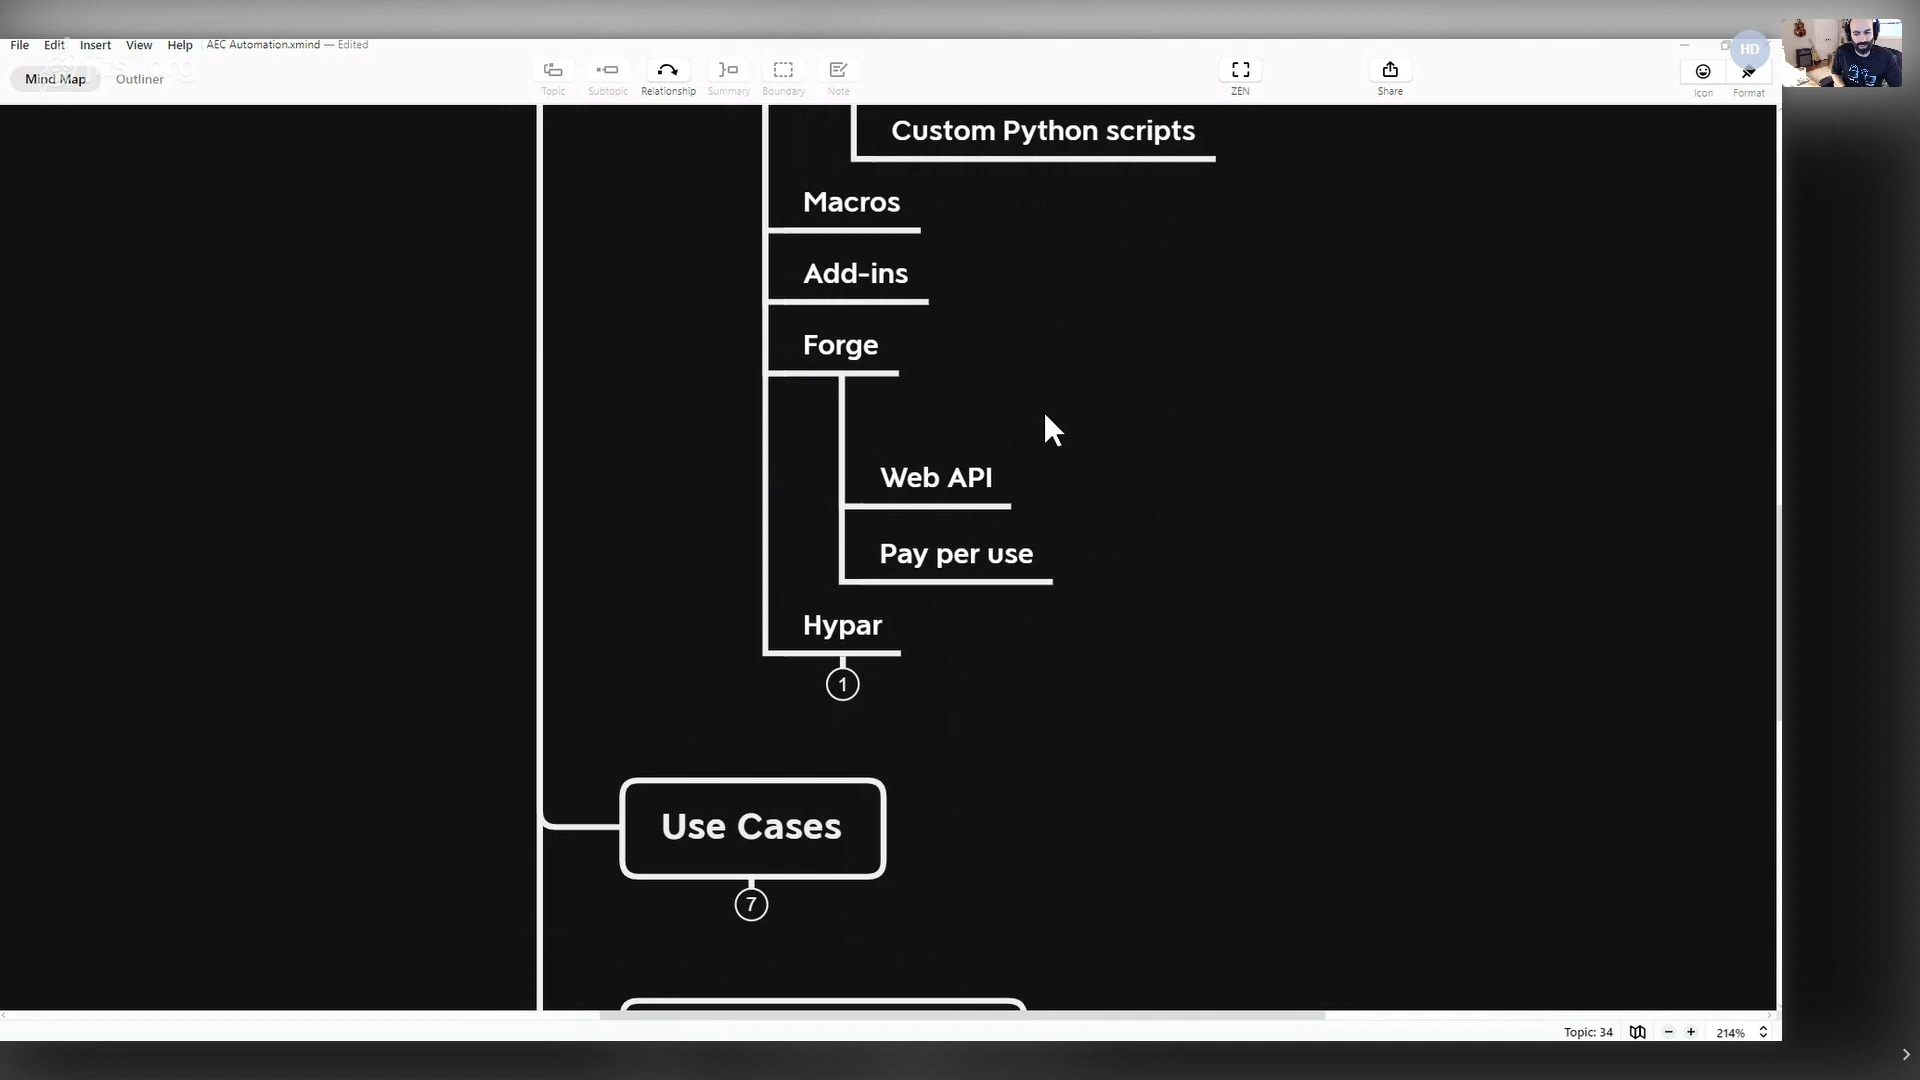 File Edit Insert View Help AEC Automation.xmind — Edited
HD
Mind Map Outliner
Topic Subtopic Relationship Summary Boundary Note ZEN Share Icon Format
Custom Python scripts
Macros
Add-ins
Forge
Web API
Pay per use
Hypar
1
Use Cases
7
Topic: 34 214%